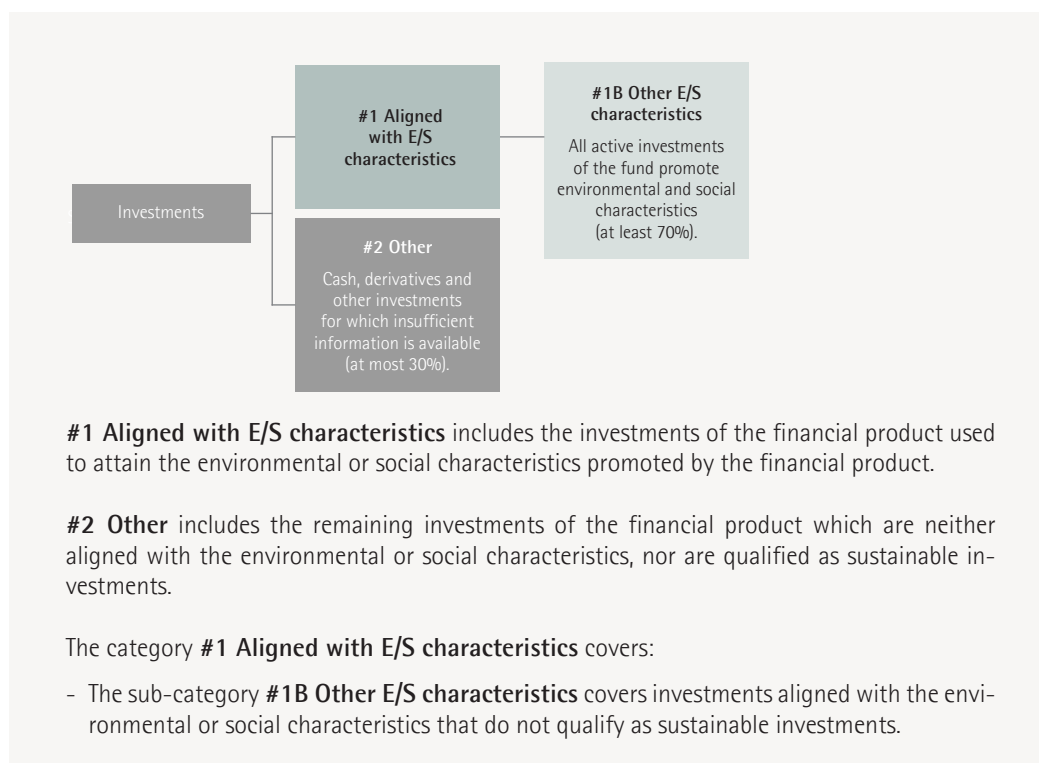 Investments
#1 Aligned
with E/S
characteristics
#1B Other E/S
characteristics
All active investments
of the fund promote
environmental and social
characteristics
(at least 70%).
#2 Other
Cash, derivatives and
other investments
for which insufficient
information is available
(at most 30%).
#1 Aligned with E/S characteristics includes the investments of the financial product used
to attain the environmental or social characteristics promoted by the financial product.
#2 Other includes the remaining investments of the financial product which are neither
aligned with the environmental or social characteristics, nor are qualified as sustainable in-
vestments.
The category #1 Aligned with E/S characteristics covers:
- The sub-category #1B Other E/S characteristics covers investments aligned with the envi-
ronmental or social characteristics that do not qualify as sustainable investments.